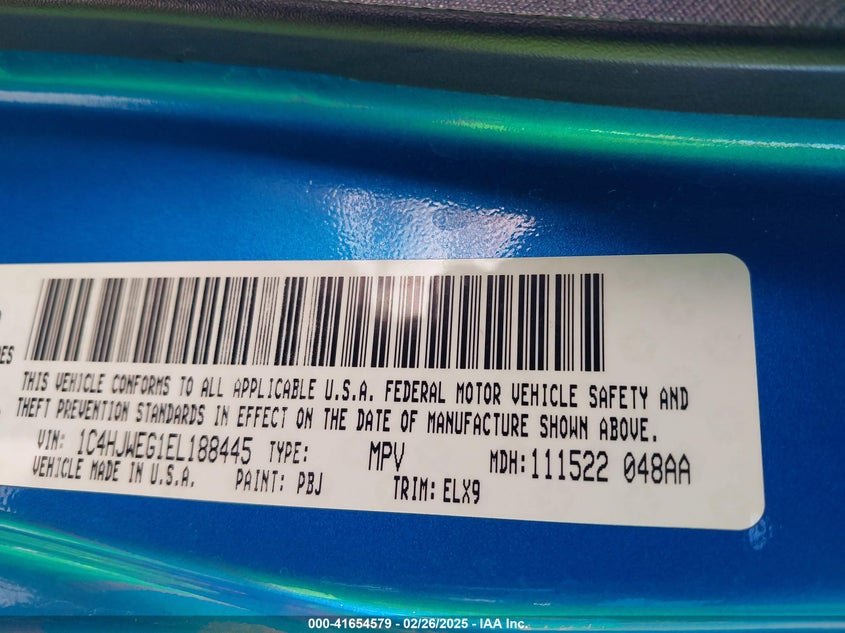 THIS VEHICLE CONFORMS TO ALL APPLICABLE U.S.A. FEDERAL MOTOR VEHICLE SAFETY AND
THEFT PREVENTION STANDARDS IN EFFECT ON THE DATE OF MANUFACTURE SHOWN ABOVE.
VIN: 1C4HJWEG1EL188445 TYPE: MPV MDH: 111522 048AA
VEHICLE MADE IN U.S.A. PAINT: PBJ TRIM: ELX9
000-41654579 - 02/26/2025 - IAA Inc.